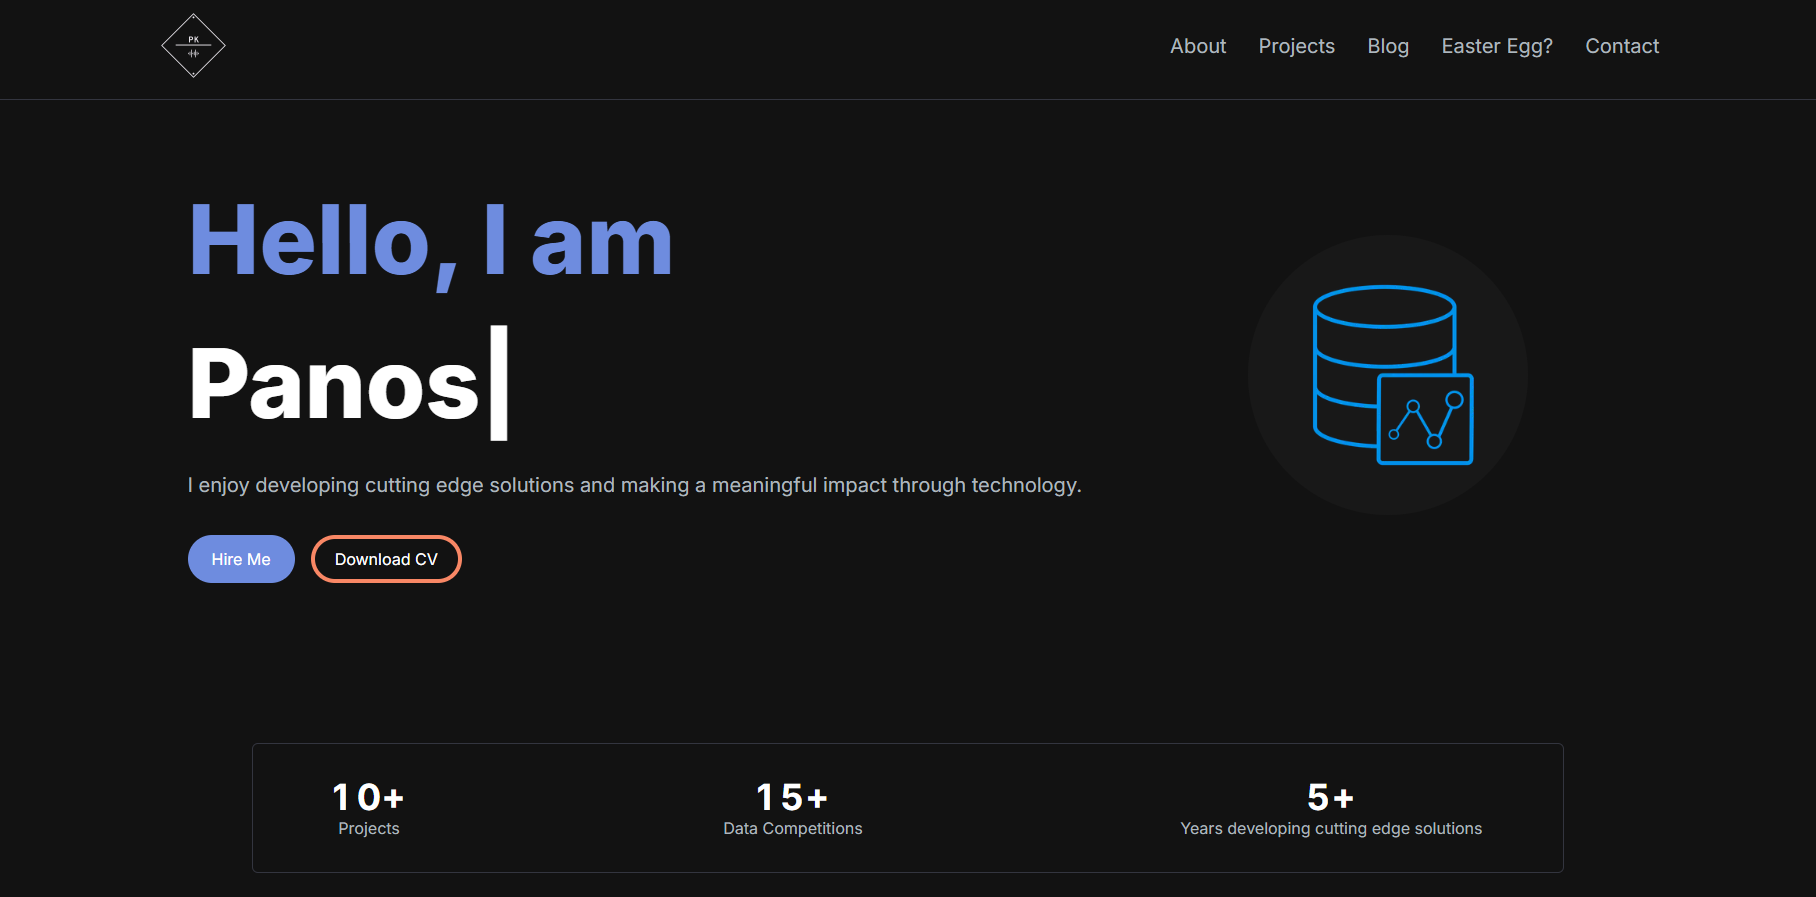 PK
About Projects Blog Easter Egg? Contact
Hello, I am
Panos|
I enjoy developing cutting edge solutions and making a meaningful impact through technology.
Hire Me Download CV
10+ 15+ 5+
Projects Data Competitions Years developing cutting edge solutions